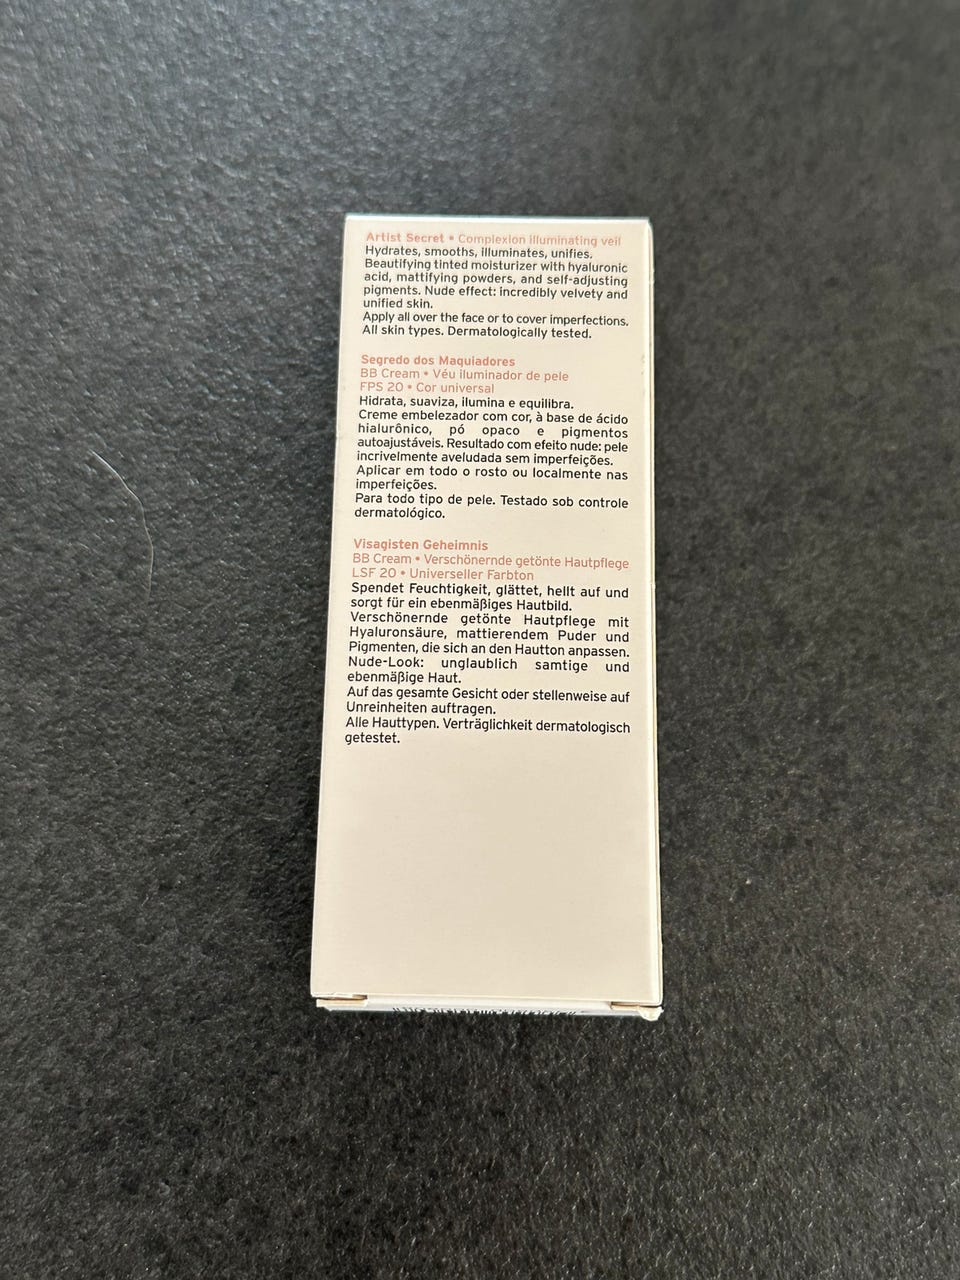 Artist Secret • Complexion illuminating veil
Hydrates, smooths, illuminates, unifies.
Beautifying tinted moisturizer with hyaluronic
acid, mattifying powders, and self-adjusting
pigments. Nude effect: incredibly velvety and
unified skin.
Apply all over the face or to cover imperfections.
All skin types. Dermatologically tested.
Segredo dos Maquiadores
BB Cream • Véu iluminador de pele
FPS 20 • Cor universal
Hidrata, suaviza, ilumina e equilibra.
Creme embelezador com cor, à base de ácido
hialurônico, pó opaco e pigmentos
autoajustáveis. Resultado com efeito nude: pele
incrivelmente aveludada sem imperfeições.
Aplicar em todo o rosto ou localmente nas
imperfeições.
Para todo tipo de pele. Testado sob controle
dermatológico.
Visagisten Geheimnis
BB Cream • Verschönernde getönte Hautpflege
LSF 20 • Universeller Farbton
Spendet Feuchtigkeit, glättet, hellt auf und
sorgt für ein ebenmäßiges Hautbild.
Verschönernde getönte Hautpflege mit
Hyaluronsäure, mattierendem Puder und
Pigmenten, die sich an den Hautton anpassen.
Nude-Look: unglaublich samtige und
ebenmäßige Haut.
Auf das gesamte Gesicht oder stellenweise auf
Unreinheiten auftragen.
Alle Hauttypen. Verträglichkeit dermatologisch
getestet.